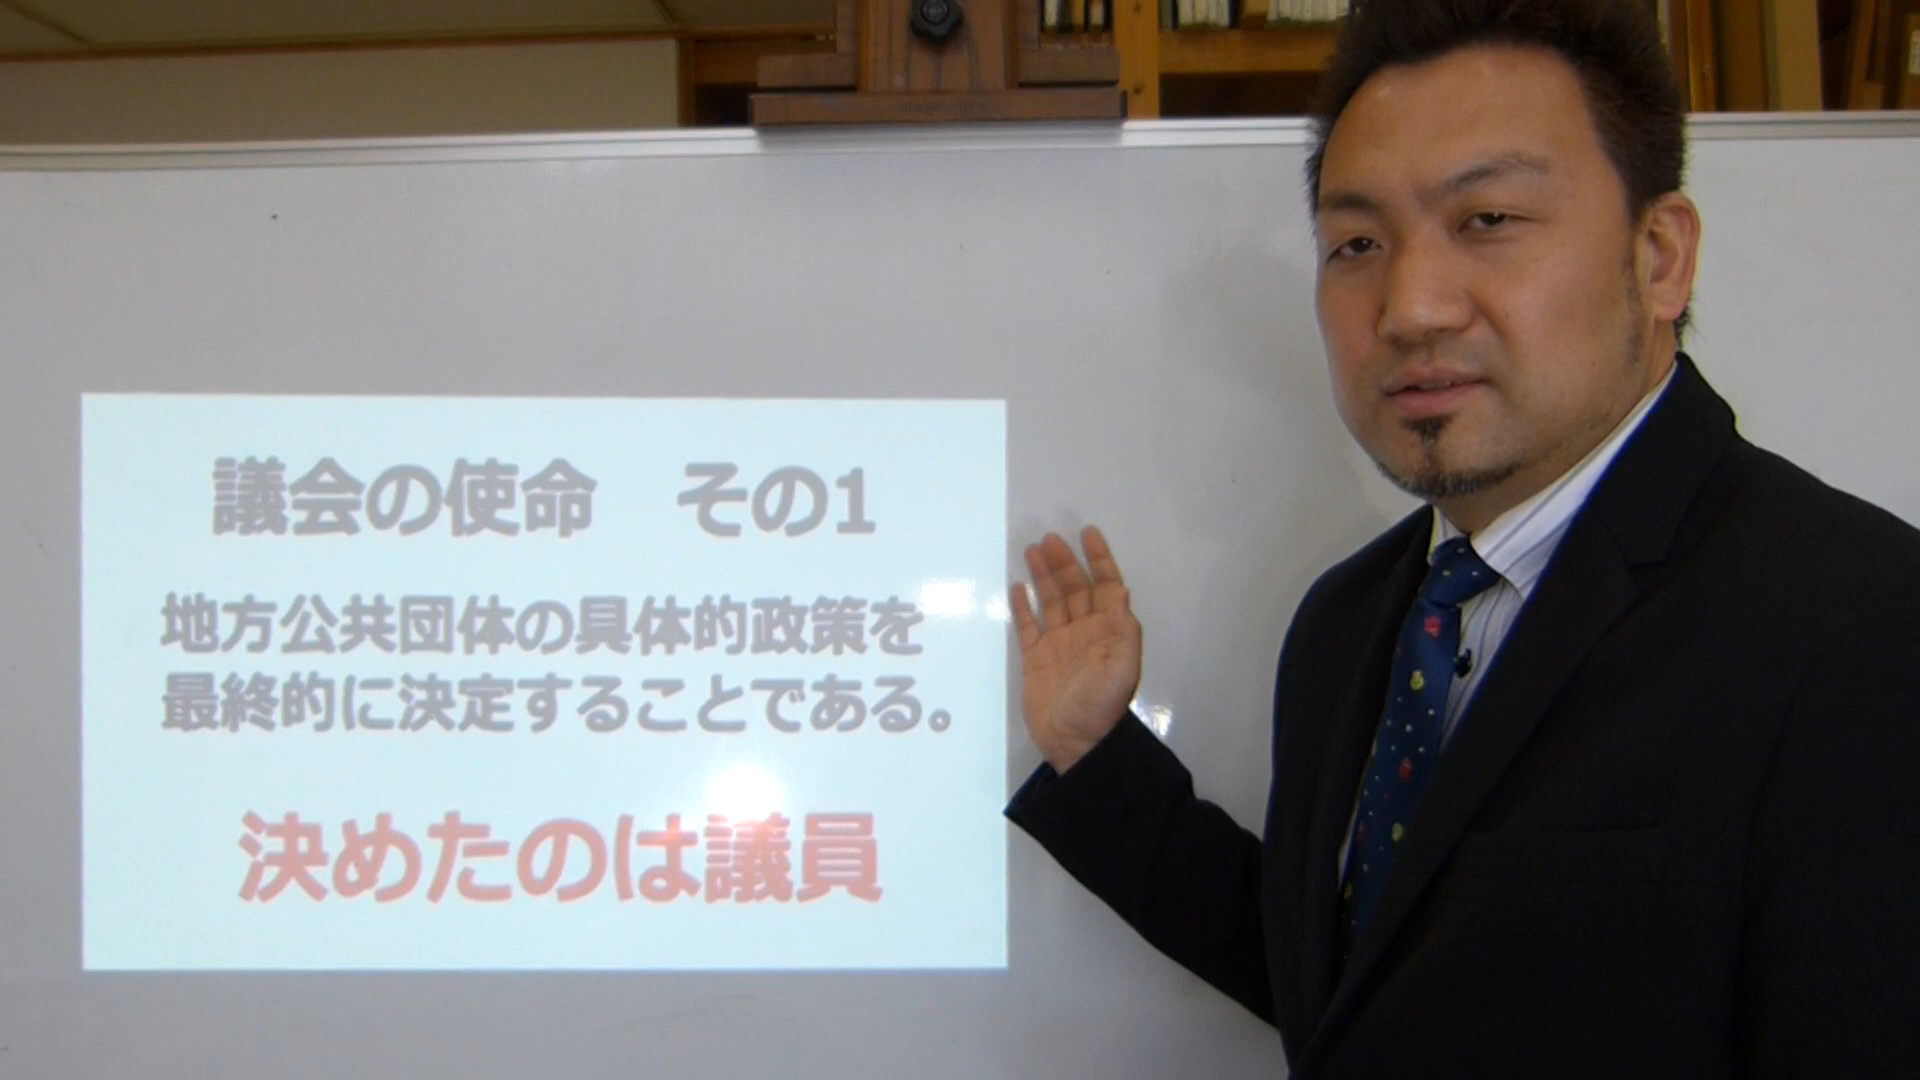 議会の使命　その1
地方公共団体の具体的政策を
最終的に決定することである。
決めたのは議員